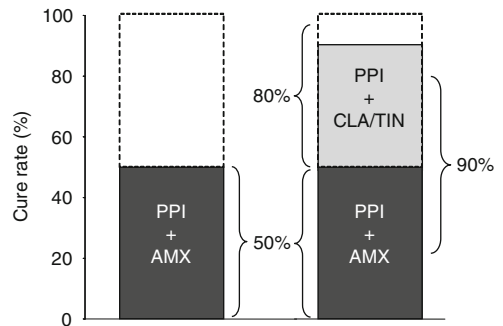 Cure rate (%)
100
80
60
40
20
0
PPI
+
AMX
50%
80%
PPI
+
CLA/TIN
PPI
+
AMX
90%